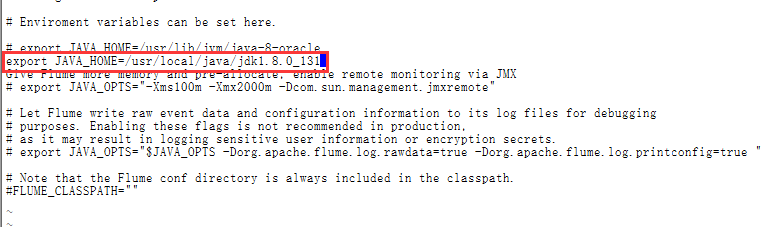 # Enviroment variables can be set here.
# export JAVA_HOME=/usr/lib/jvm/java-8-oracle
export JAVA_HOME=/usr/local/java/jdk1.8.0_131
Give Flume more memory and pre-allocate, enable remote monitoring via JMX
# export JAVA_OPTS="-Xms100m -Xmx2000m -Dcom.sun.management.jmxremote"
# Let Flume write raw event data and configuration information to its log files for debugging
# purposes. Enabling these flags is not recommended in production,
# as it may result in logging sensitive user information or encryption secrets.
# export JAVA_OPTS="$JAVA_OPTS -Dorg.apache.flume.log.rawdata=true -Dorg.apache.flume.log.printconfig=true "
# Note that the Flume conf directory is always included in the classpath.
#FLUME_CLASSPATH=""
~
~